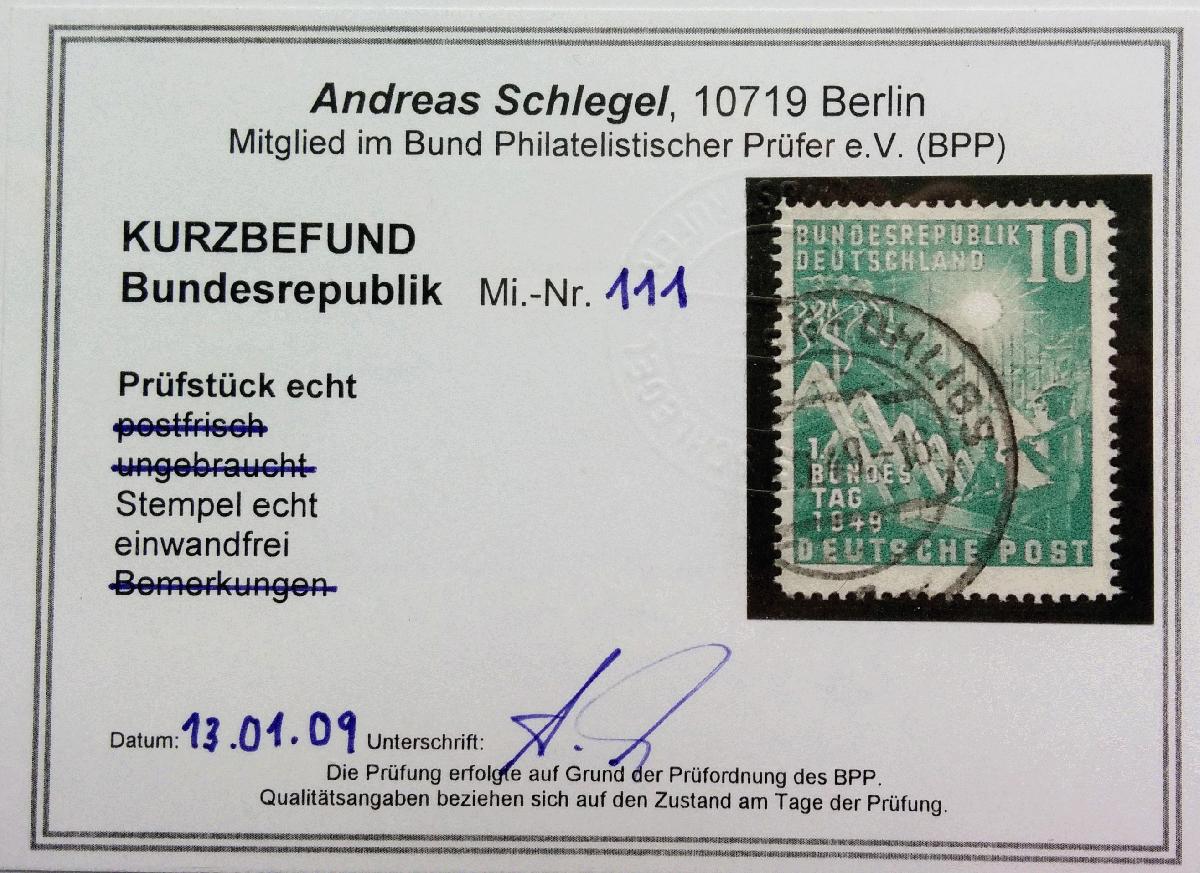 Andreas Schlegel, 10719 Berlin
Mitglied im Bund Philatelistischer Prüfer e.V. (BPP)
KURZBEFUND
Bundesrepublik Mi.-Nr. 111
Prüfstück echt
postfrisch
ungebraucht
Stempel echt
einwandfrei
Bemerkungen
BUNDESREPUBLIK 10
DEUTSCHLAND
1.
BUNDES
TAG
1949
DEUTSCHE POST
Datum: 13.01.09 Unterschrift:
Die Prüfung erfolgte auf Grund der Prüfordnung des BPP.
Qualitätsangaben beziehen sich auf den Zustand am Tage der Prüfung.